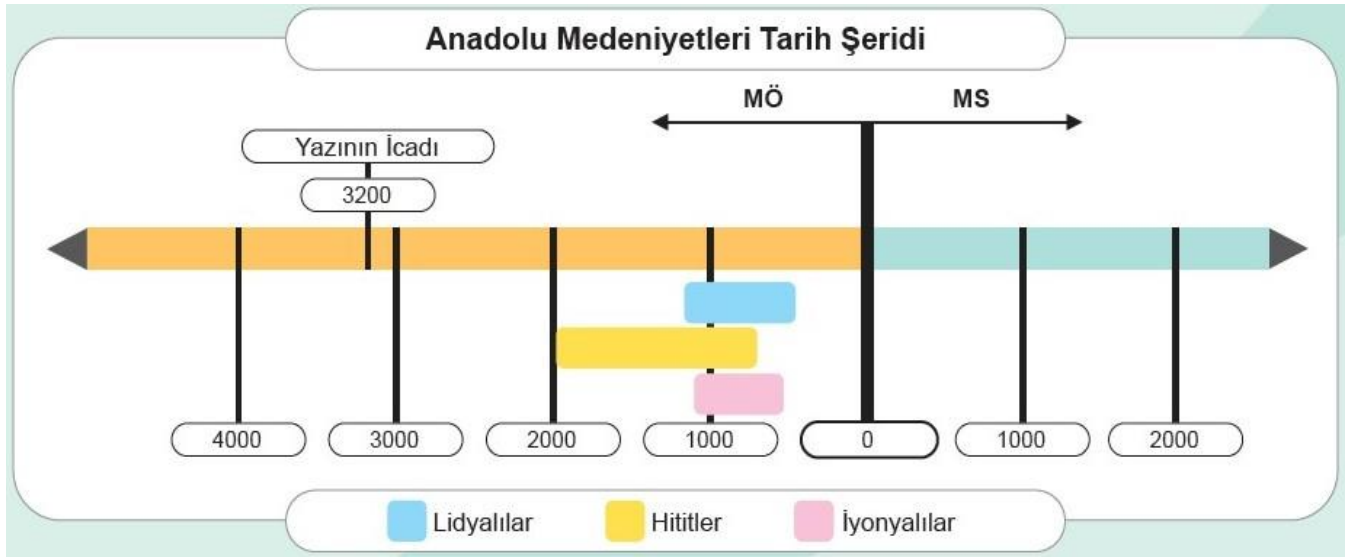 Anadolu Medeniyetleri Tarih Şeridi
MÖ MS
Yazının İcadı
3200
4000 3000 2000 1000 0 1000 2000
Lidyalılar Hititler İyonyalılar